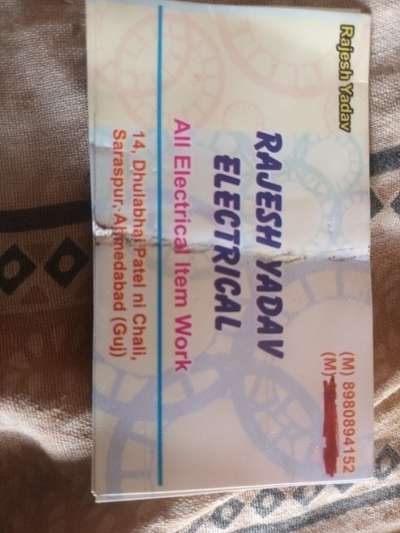 Rajesh Yadav
(M) 8980894152
(M)
RAJESH YADAV
ELECTRICAL
All Electrical Item Work
14, Dhulabhai Patel ni Chali,
Saraspur, Ahmedabad (Guj)